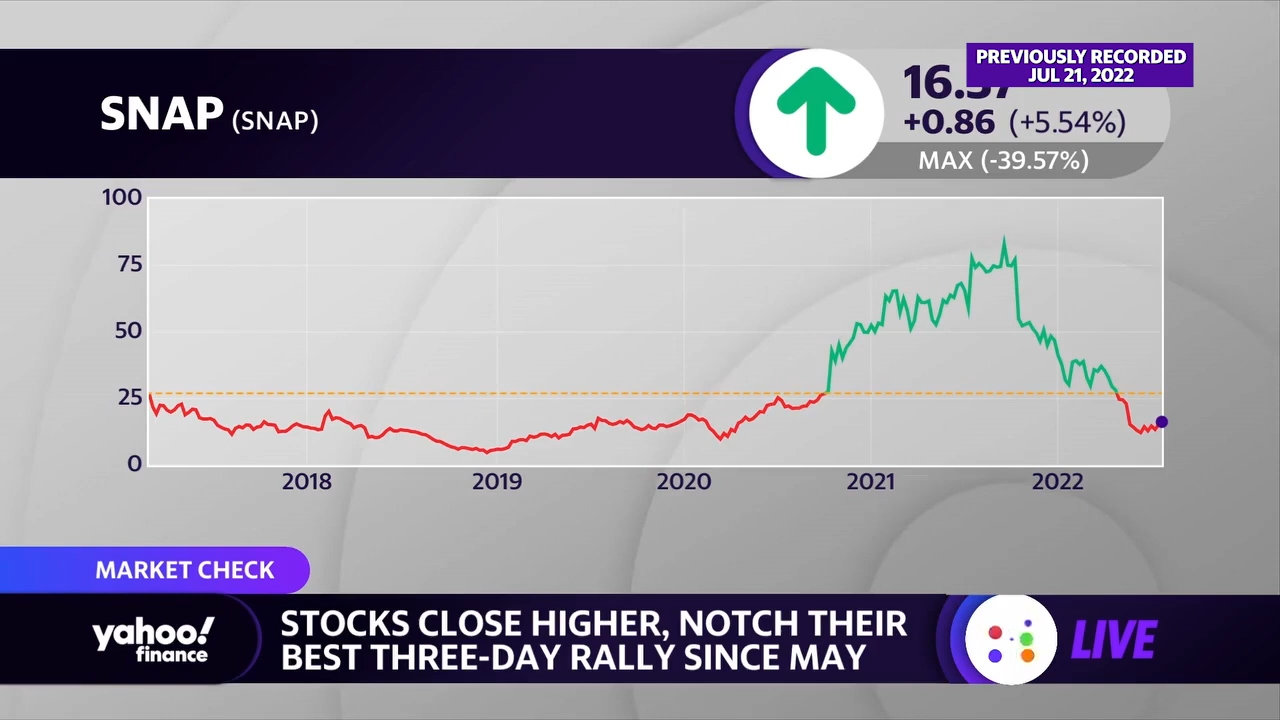 PREVIOUSLY RECORDED
JUL 21, 2022
SNAP (SNAP)
+0.86 (+5.54%)
MAX (-39.57%)
100
75
50
25
0
2018 2019 2020 2021 2022
MARKET CHECK
yahoo!
finance
STOCKS CLOSE HIGHER, NOTCH THEIR
BEST THREE-DAY RALLY SINCE MAY
LIVE